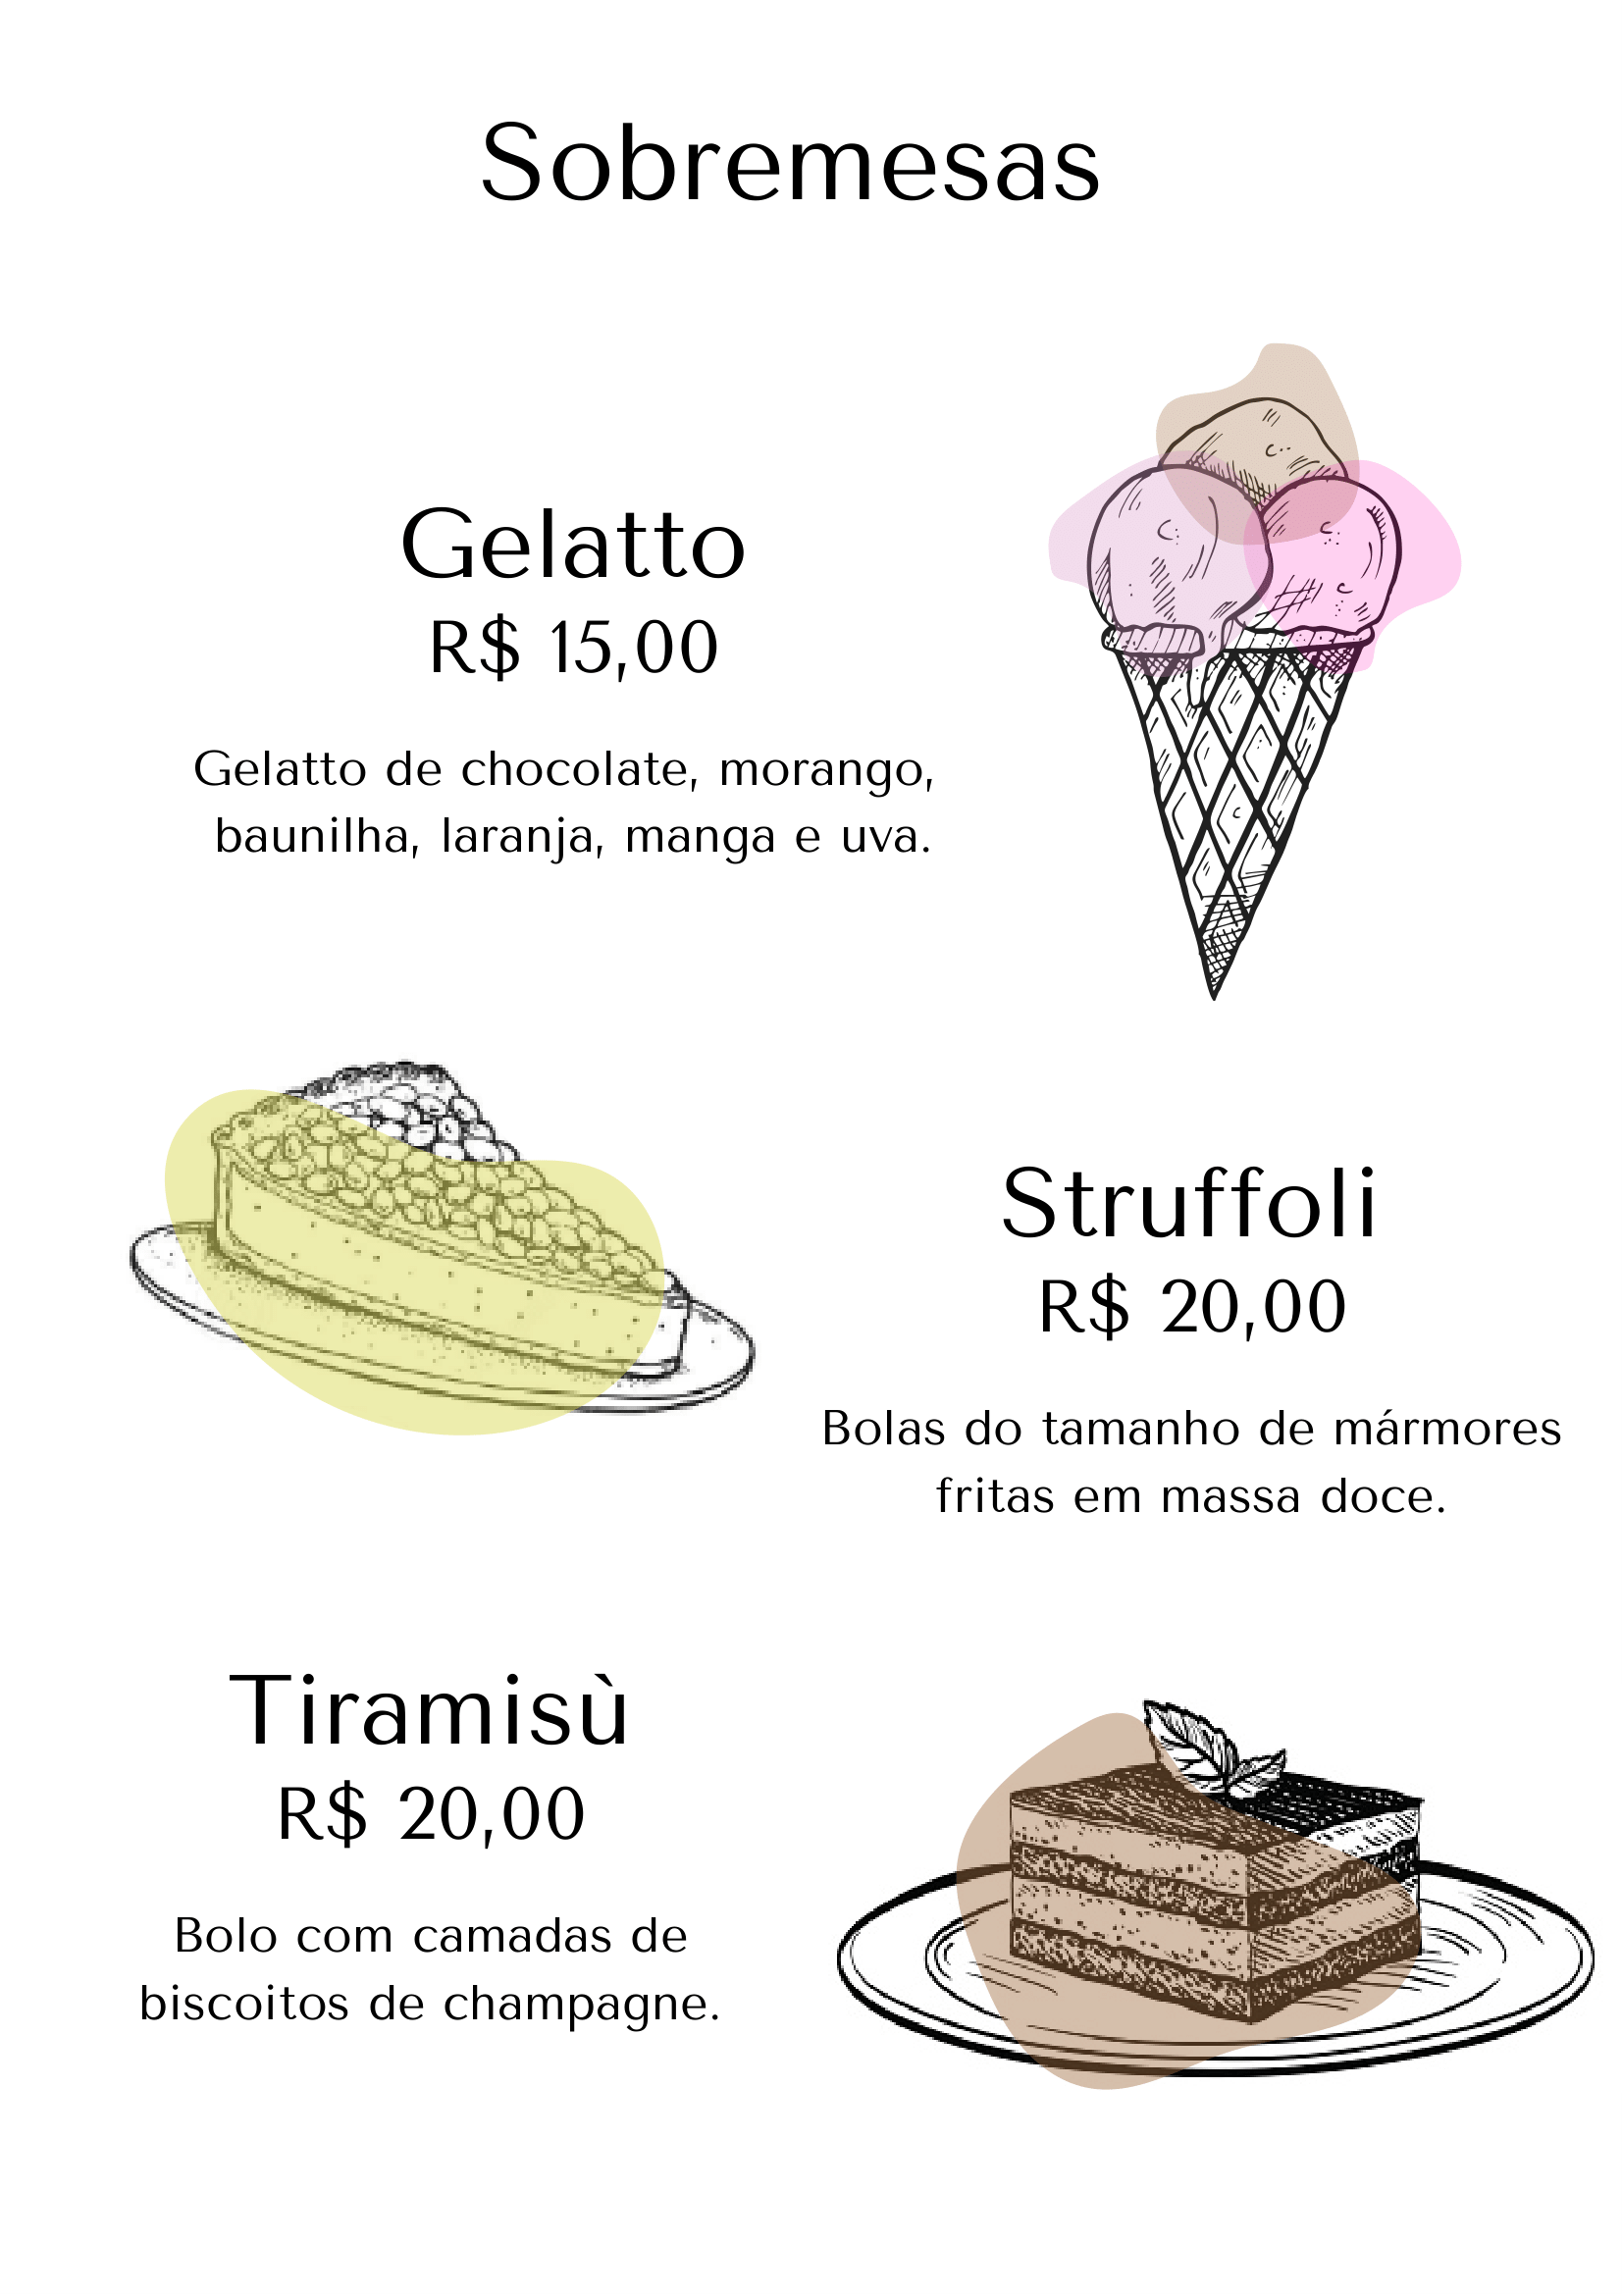 Sobremesas
Gelatto
R$ 15,00
Gelatto de chocolate, morango,
baunilha, laranja, manga e uva.
Struffoli
R$ 20,00
Bolas do tamanho de mármores
fritas em massa doce.
Tiramisù
R$ 20,00
Bolo com camadas de
biscoitos de champagne.